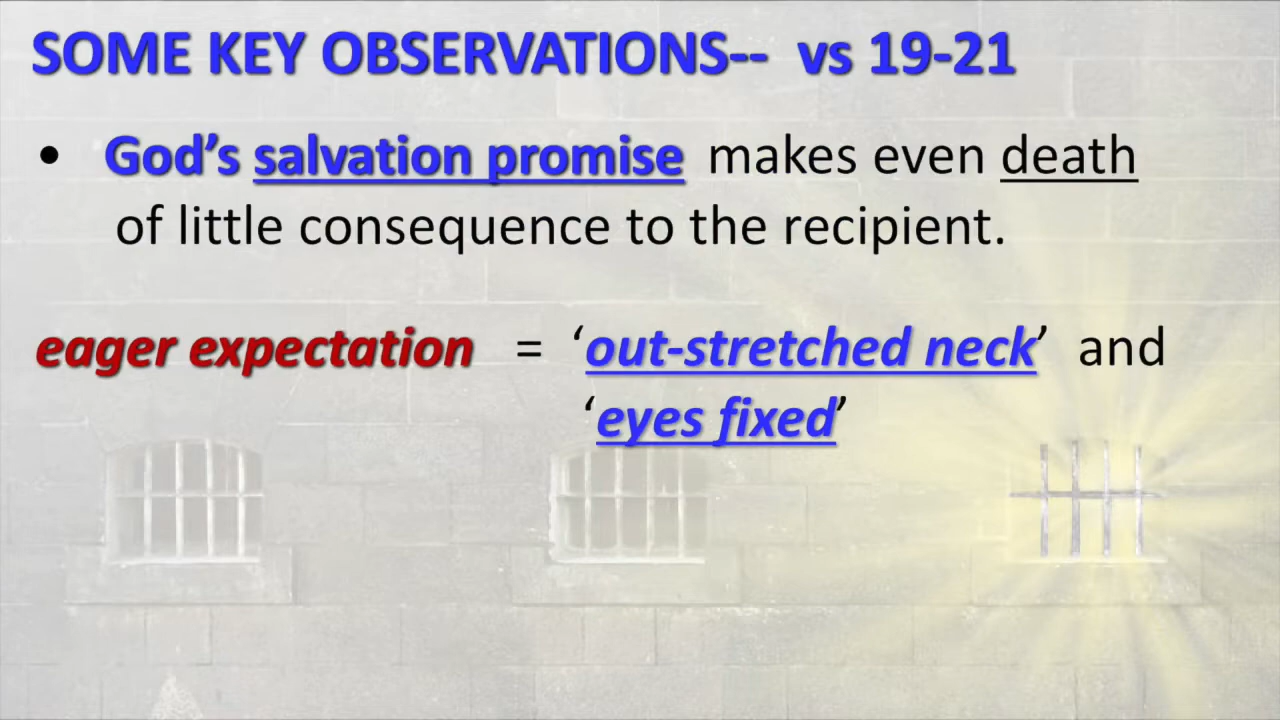 SOME KEY OBSERVATIONS-- vs 19-21
• God’s salvation promise makes even death
of little consequence to the recipient.
eager expectation = ‘out-stretched neck’ and
‘eyes fixed’